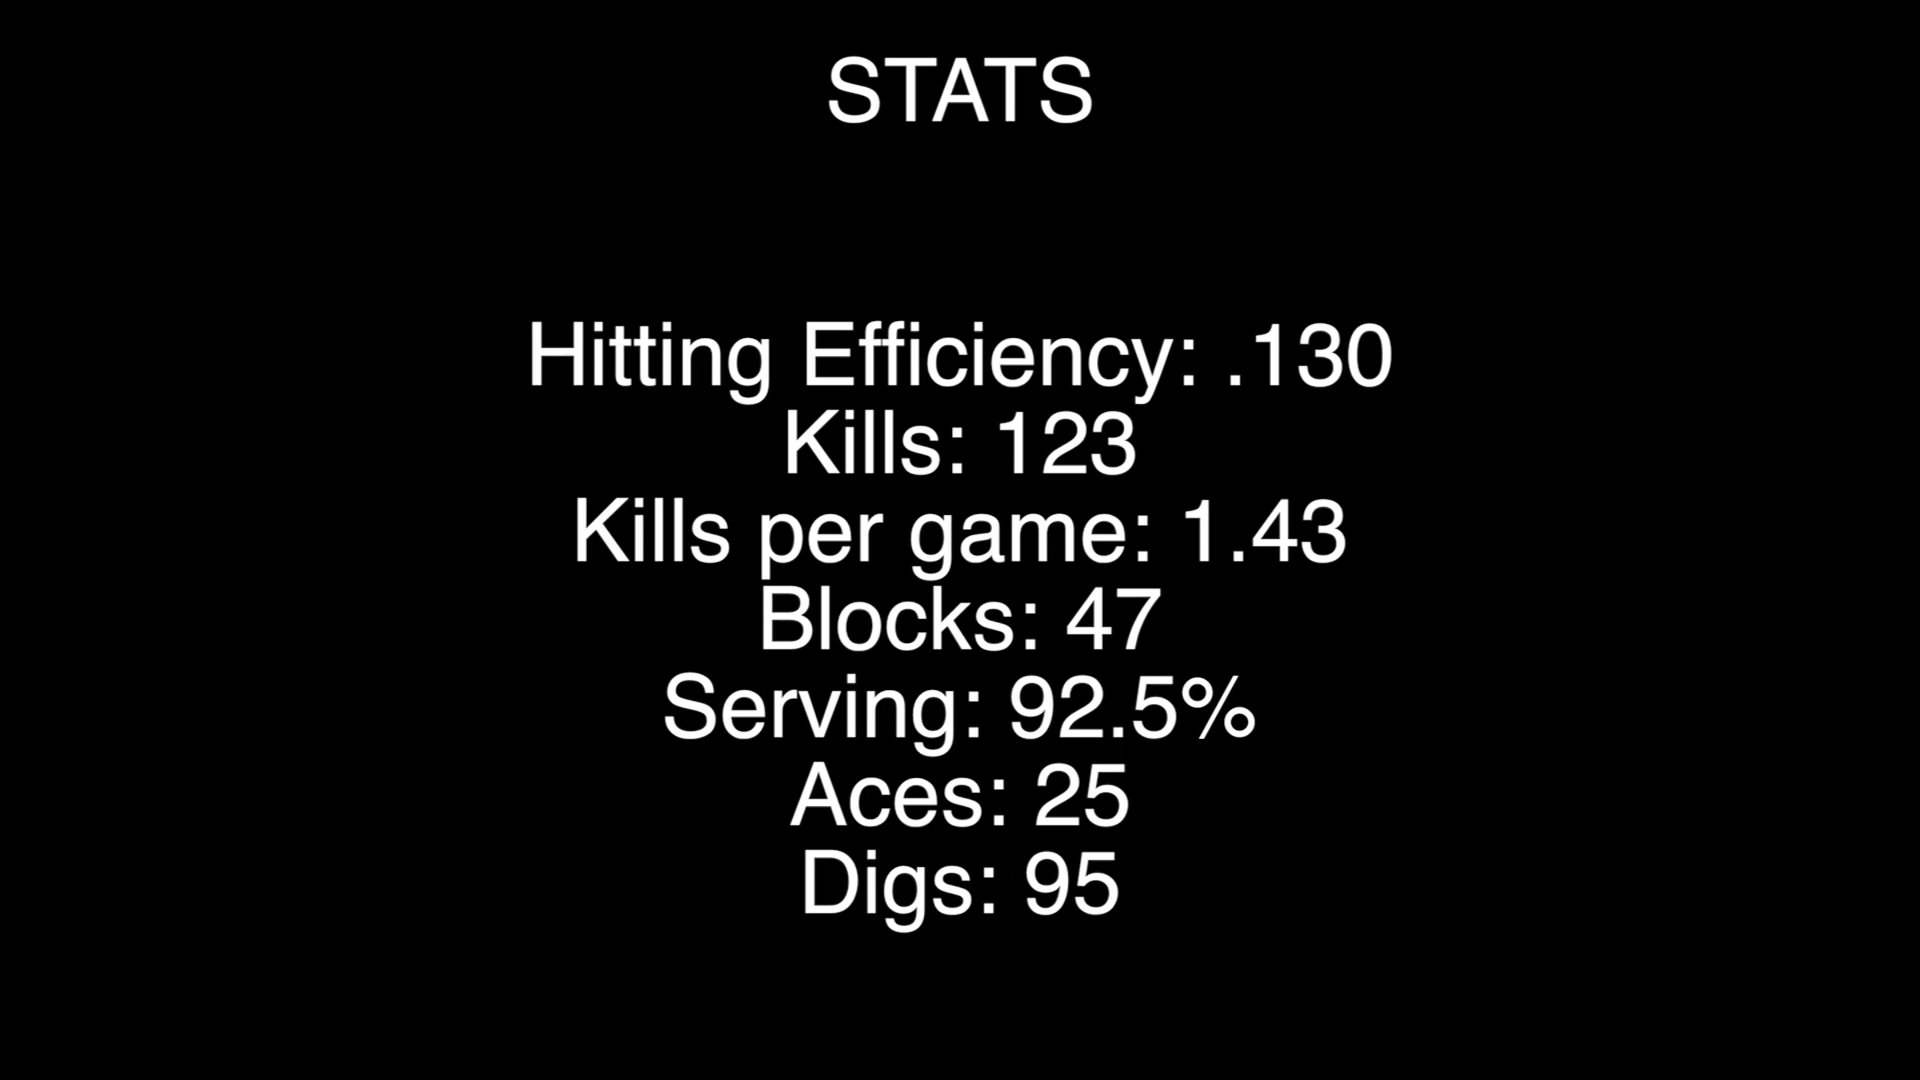 STATS
Hitting Efficiency: .130
Kills: 123
Kills per game: 1.43
Blocks: 47
Serving: 92.5%
Aces: 25
Digs: 95